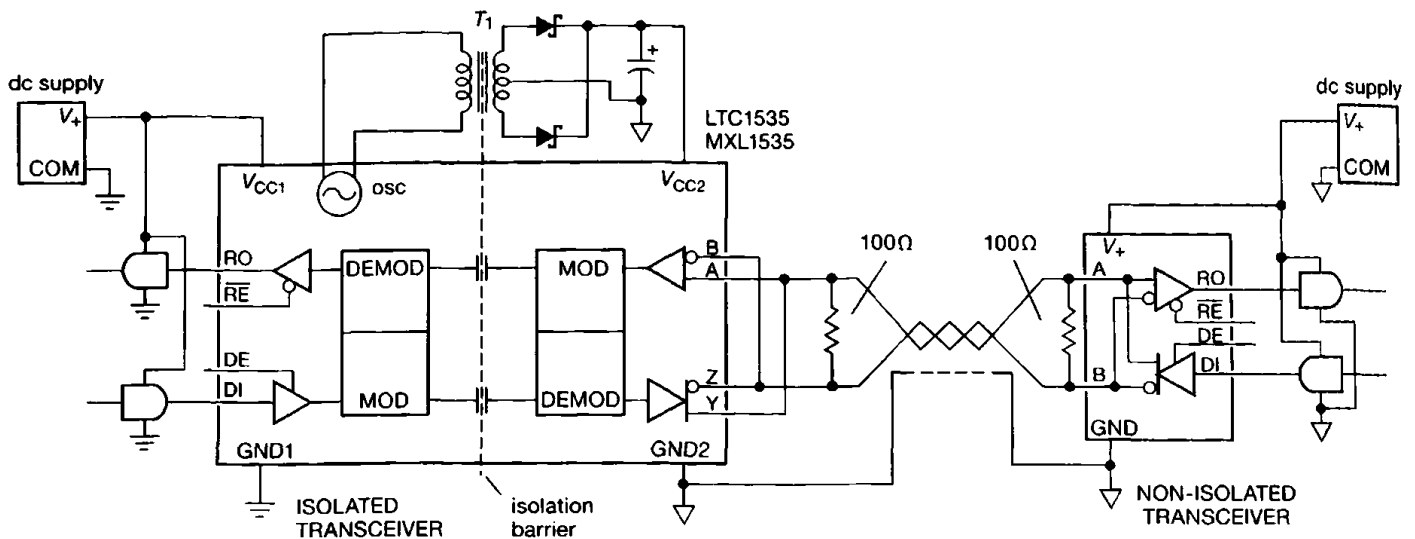 T1
dc supply
V+
COM
LTC1535
MXL1535
dc supply
V+
COM
VCC1
osc
VCC2
RO
RE
DEMOD
MOD
B
A
100Ω
100Ω
V+
A
RO
RE
DE
DI
B
GND
DE
DI
MOD
DEMOD
Z
Y
GND1
GND2
ISOLATED
TRANSCEIVER
isolation
barrier
NON-ISOLATED
TRANSCEIVER